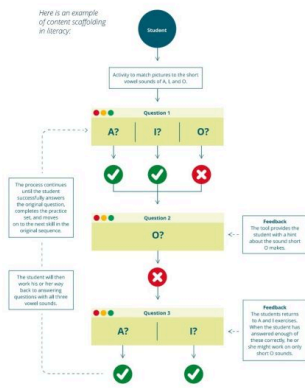 Here is an example
of content scaffolding
in literacy:
Student
Activity to match pictures to the short
vowel sounds of A, I, and O.
Question 1
A?
I?
O?
Question 2
O?
Feedback
The tool provides the
student with a hint
about the sound short
O makes.
The process continues
until the student
successfully answers
the original question,
completes the practice
set, and moves
on to the next skill in the
original sequence.
The student will then
work his or her way
back to answering
questions with all three
vowel sounds.
Question 3
A?
I?
Feedback
The students returns
to A and I exercises.
When the student has
answered enough of
these correctly, he or
she might work on only
short O sounds.